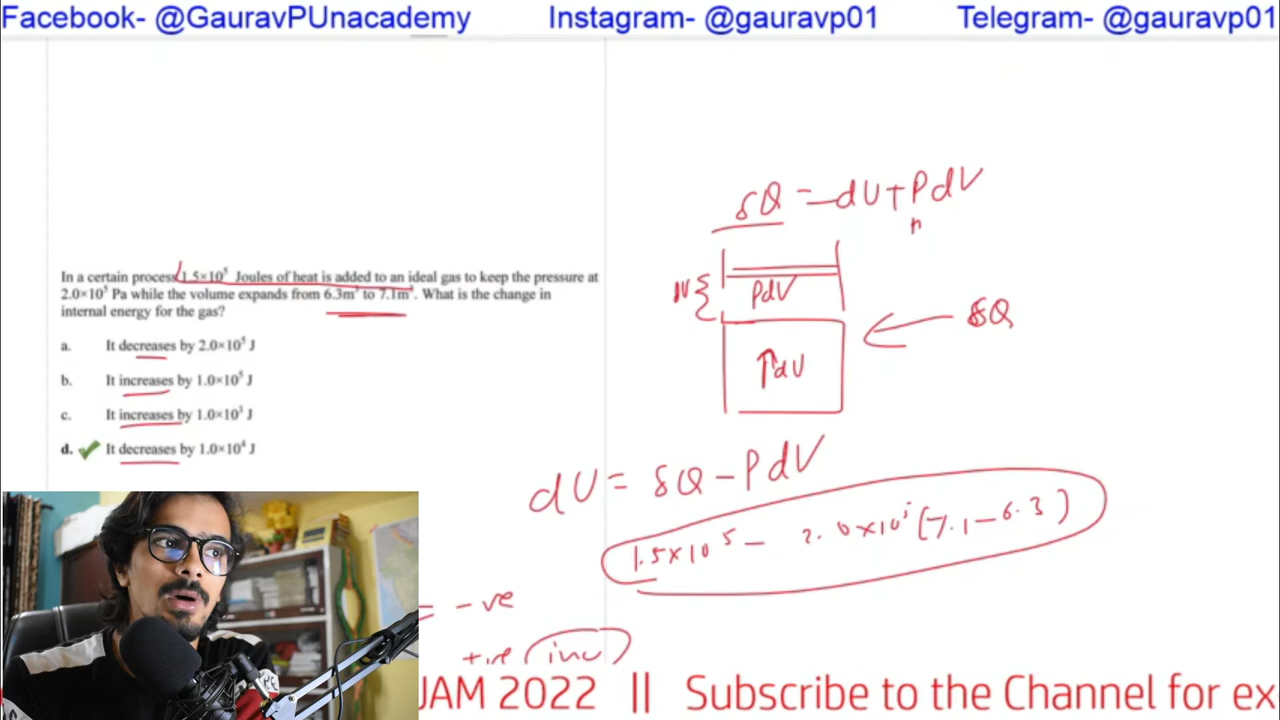 Facebook- @GauravPUnacademy Instagram- @gauravp01 Telegram- @gauravp01
In a certain process 1.5×10⁵ Joules of heat is added to an ideal gas to keep the pressure at
2.0×10⁵ Pa while the volume expands from 6.3m³ to 7.1m³. What is the change in
internal energy for the gas?
a. It decreases by 2.0×10⁵ J
b. It increases by 1.0×10⁵ J
c. It increases by 1.0×10³ J
d. It decreases by 1.0×10⁴ J
δQ = dU + PdV
PdV
δQ
↑dU
dU = δQ - PdV
1.5×10⁵ - 2.0×10⁵ (7.1-6.3)
= -ve
+ve (inc)
JAM 2022 || Subscribe to the Channel for ex